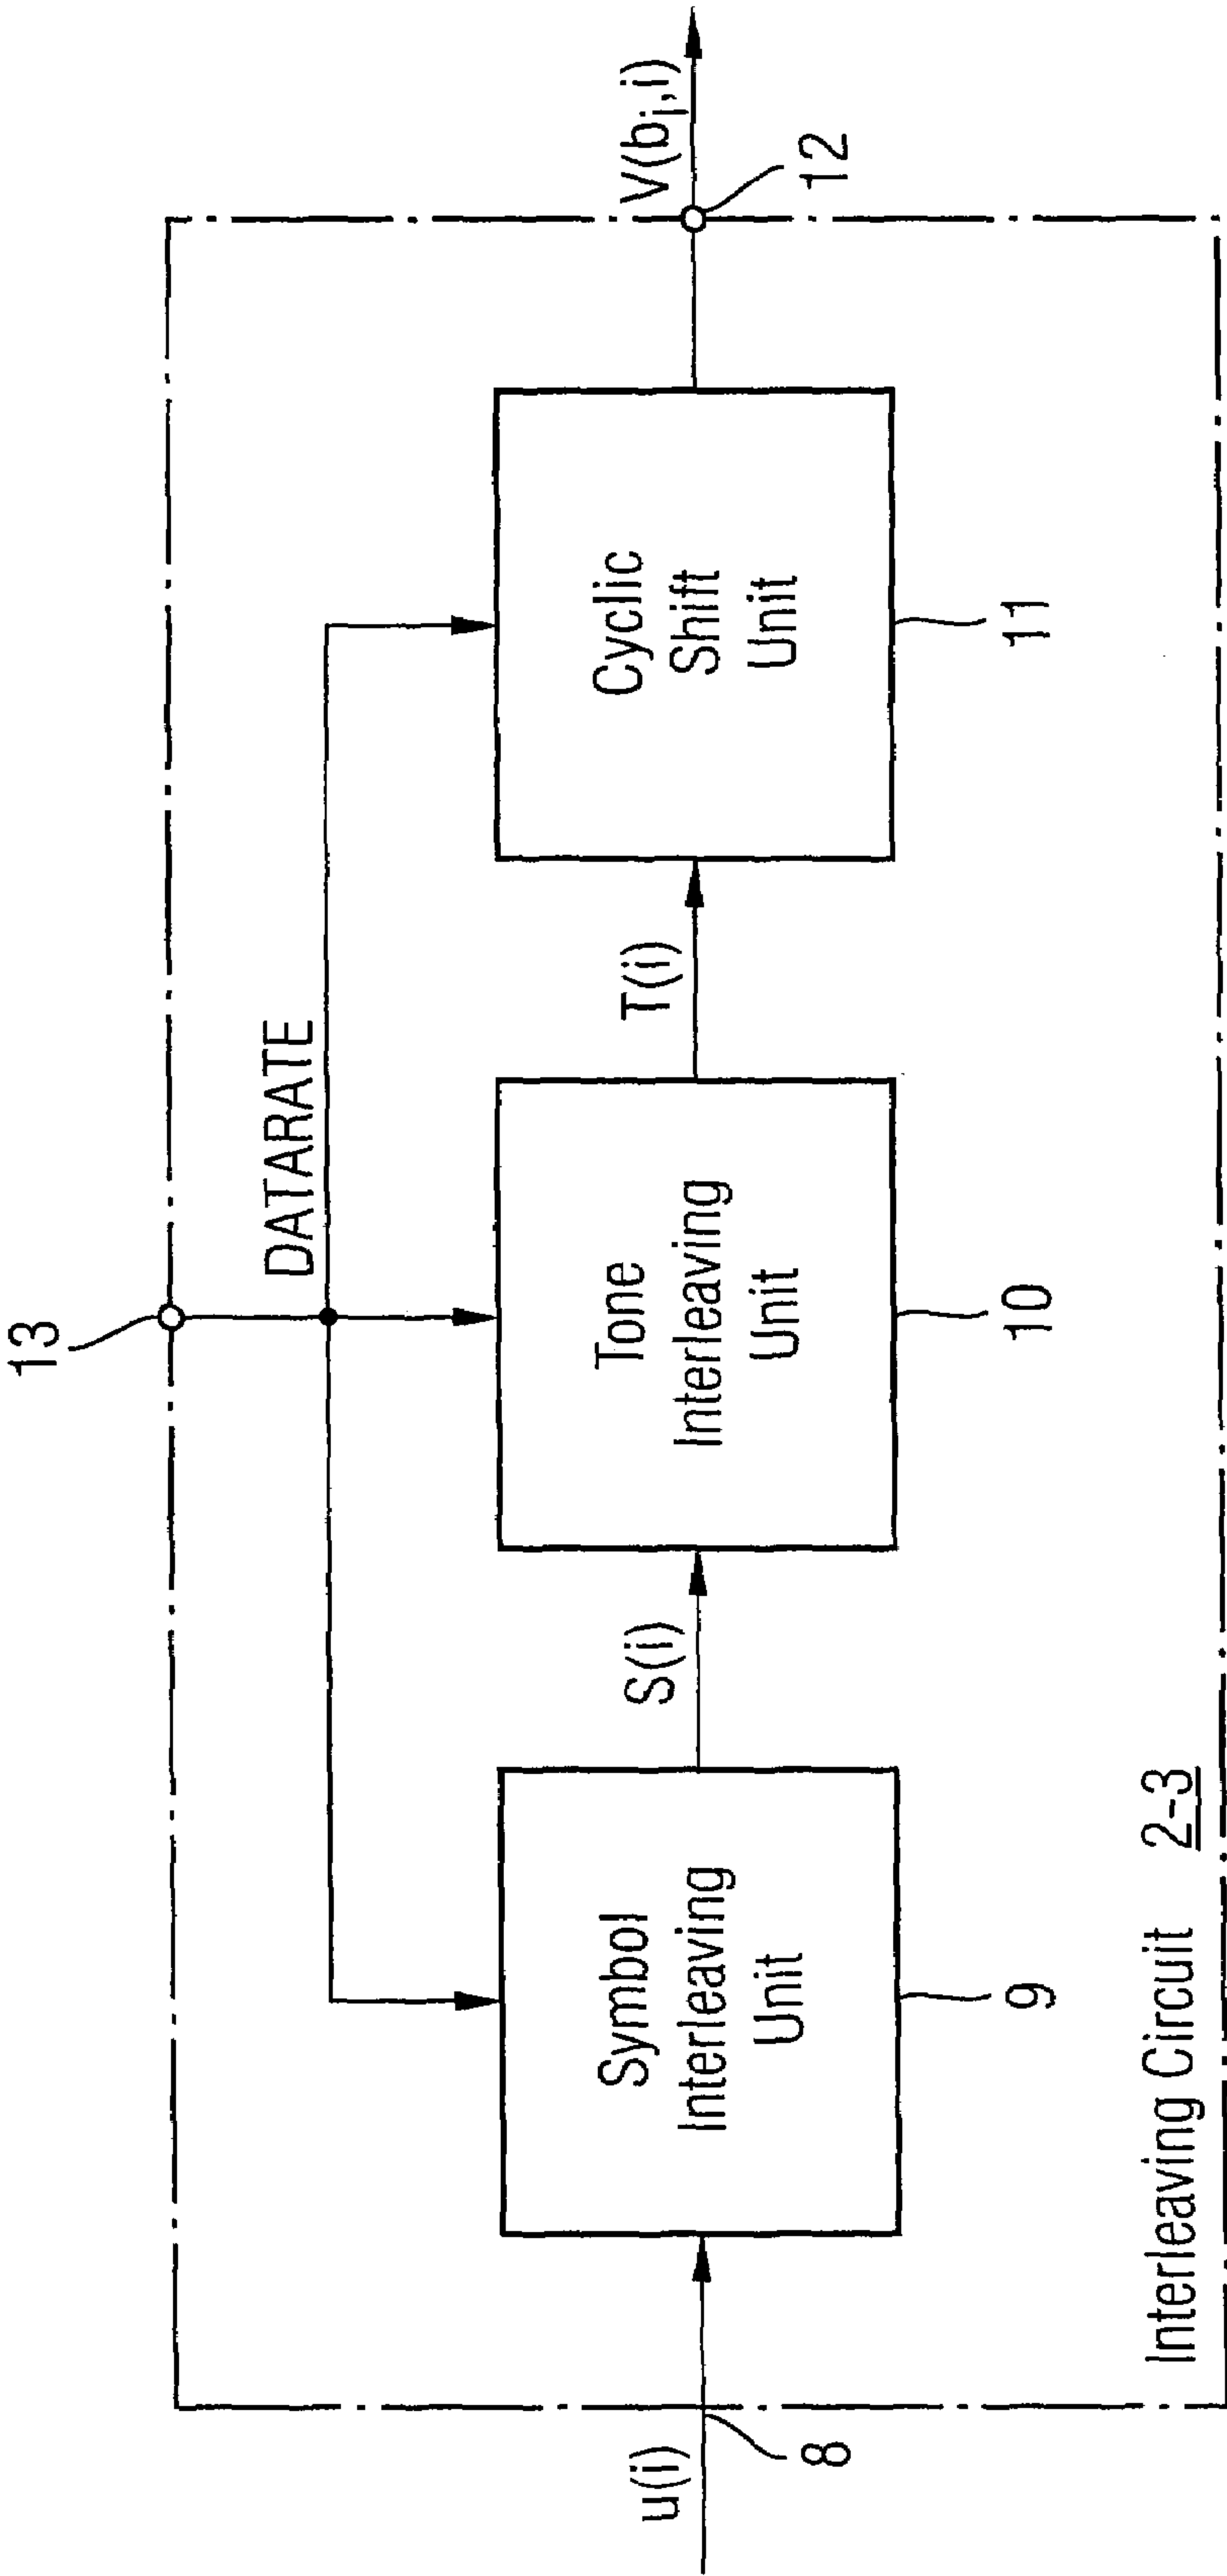 13
DATARATE
u(i)
8
Symbol
Interleaving
Unit
9
S(i)
Tone
Interleaving
Unit
10
T(i)
Cyclic
Shift
Unit
11
V(bⱼ,i)
12
Interleaving Circuit 2-3